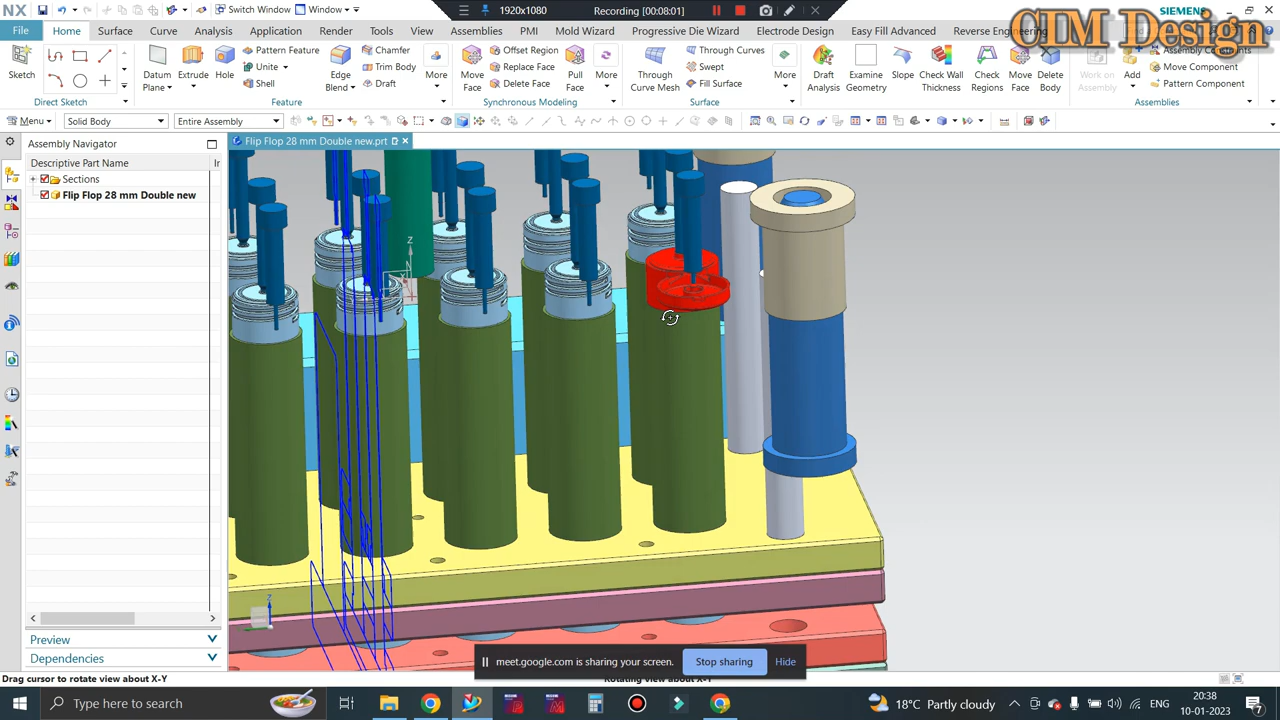 NX
Switch Window
Window
1920x1080
Recording [00:08:01]
SIEMENS
CIM Design
File
Home
Surface
Curve
Analysis
Application
Render
Tools
View
Assemblies
PMI
Mold Wizard
Progressive Die Wizard
Electrode Design
Easy Fill Advanced
Reverse Engineering
Sketch
Direct Sketch
Datum Plane
Extrude
Hole
Pattern Feature
Unite
Shell
Edge Blend
Chamfer
Trim Body
Draft
More
Feature
Move Face
Offset Region
Replace Face
Delete Face
Pull Face
More
Synchronous Modeling
Through Curve Mesh
Through Curves
Swept
Fill Surface
More
Surface
Draft Analysis
Examine Geometry
Slope
Check Wall Thickness
Check Regions
Move Face
Delete Body
Work on Assembly
Add
Assembly Constraints
Move Component
Pattern Component
Assemblies
Menu
Solid Body
Entire Assembly
Assembly Navigator
Flip Flop 28 mm Double new.prt
Descriptive Part Name
Ir
Sections
Flip Flop 28 mm Double new
Z
Z
Preview
Dependencies
meet.google.com is sharing your screen.
Stop sharing
Hide
Drag cursor to rotate view about X-Y
Rotating view about X-Y
Type here to search
18°C Partly cloudy
ENG
20:38
10-01-2023
7